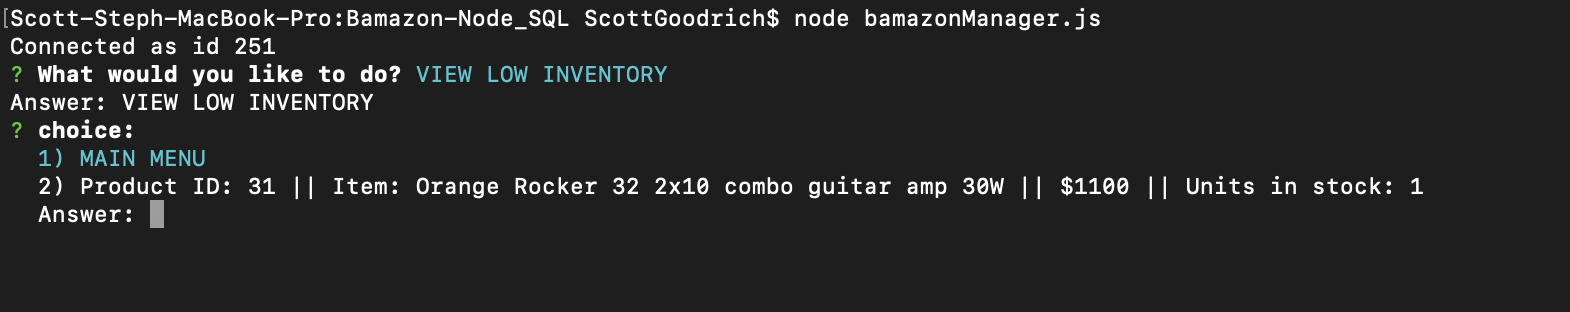 [Scott-Steph-MacBook-Pro:Bamazon-Node_SQL ScottGoodrich$ node bamazonManager.js
Connected as id 251
? What would you like to do? VIEW LOW INVENTORY
Answer: VIEW LOW INVENTORY
? choice:
1) MAIN MENU
2) Product ID: 31 || Item: Orange Rocker 32 2x10 combo guitar amp 30W || $1100 || Units in stock: 1
Answer: